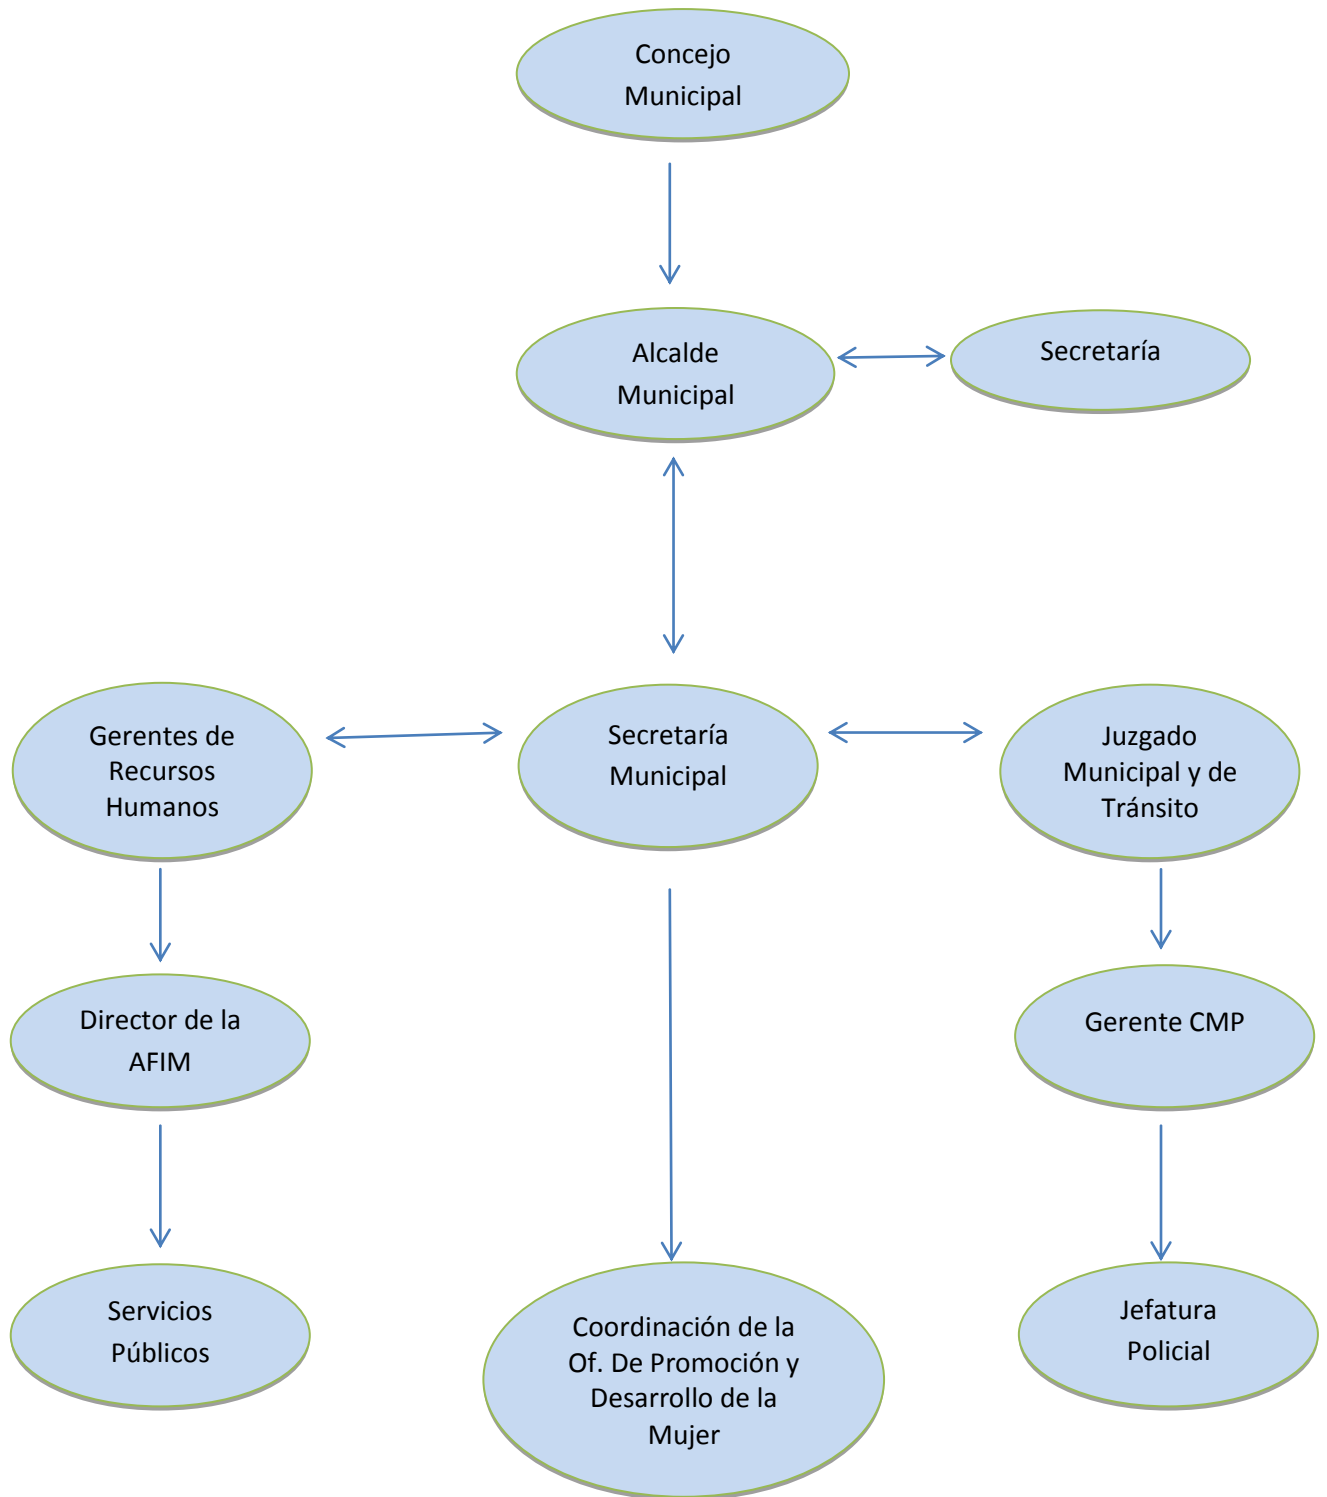 Concejo
Municipal
Alcalde
Municipal
Secretaría
Gerentes de
Recursos
Humanos
Secretaría
Municipal
Juzgado
Municipal y de
Tránsito
Director de la
AFIM
Gerente CMP
Servicios
Públicos
Coordinación de la
Of. De Promoción y
Desarrollo de la
Mujer
Jefatura
Policial